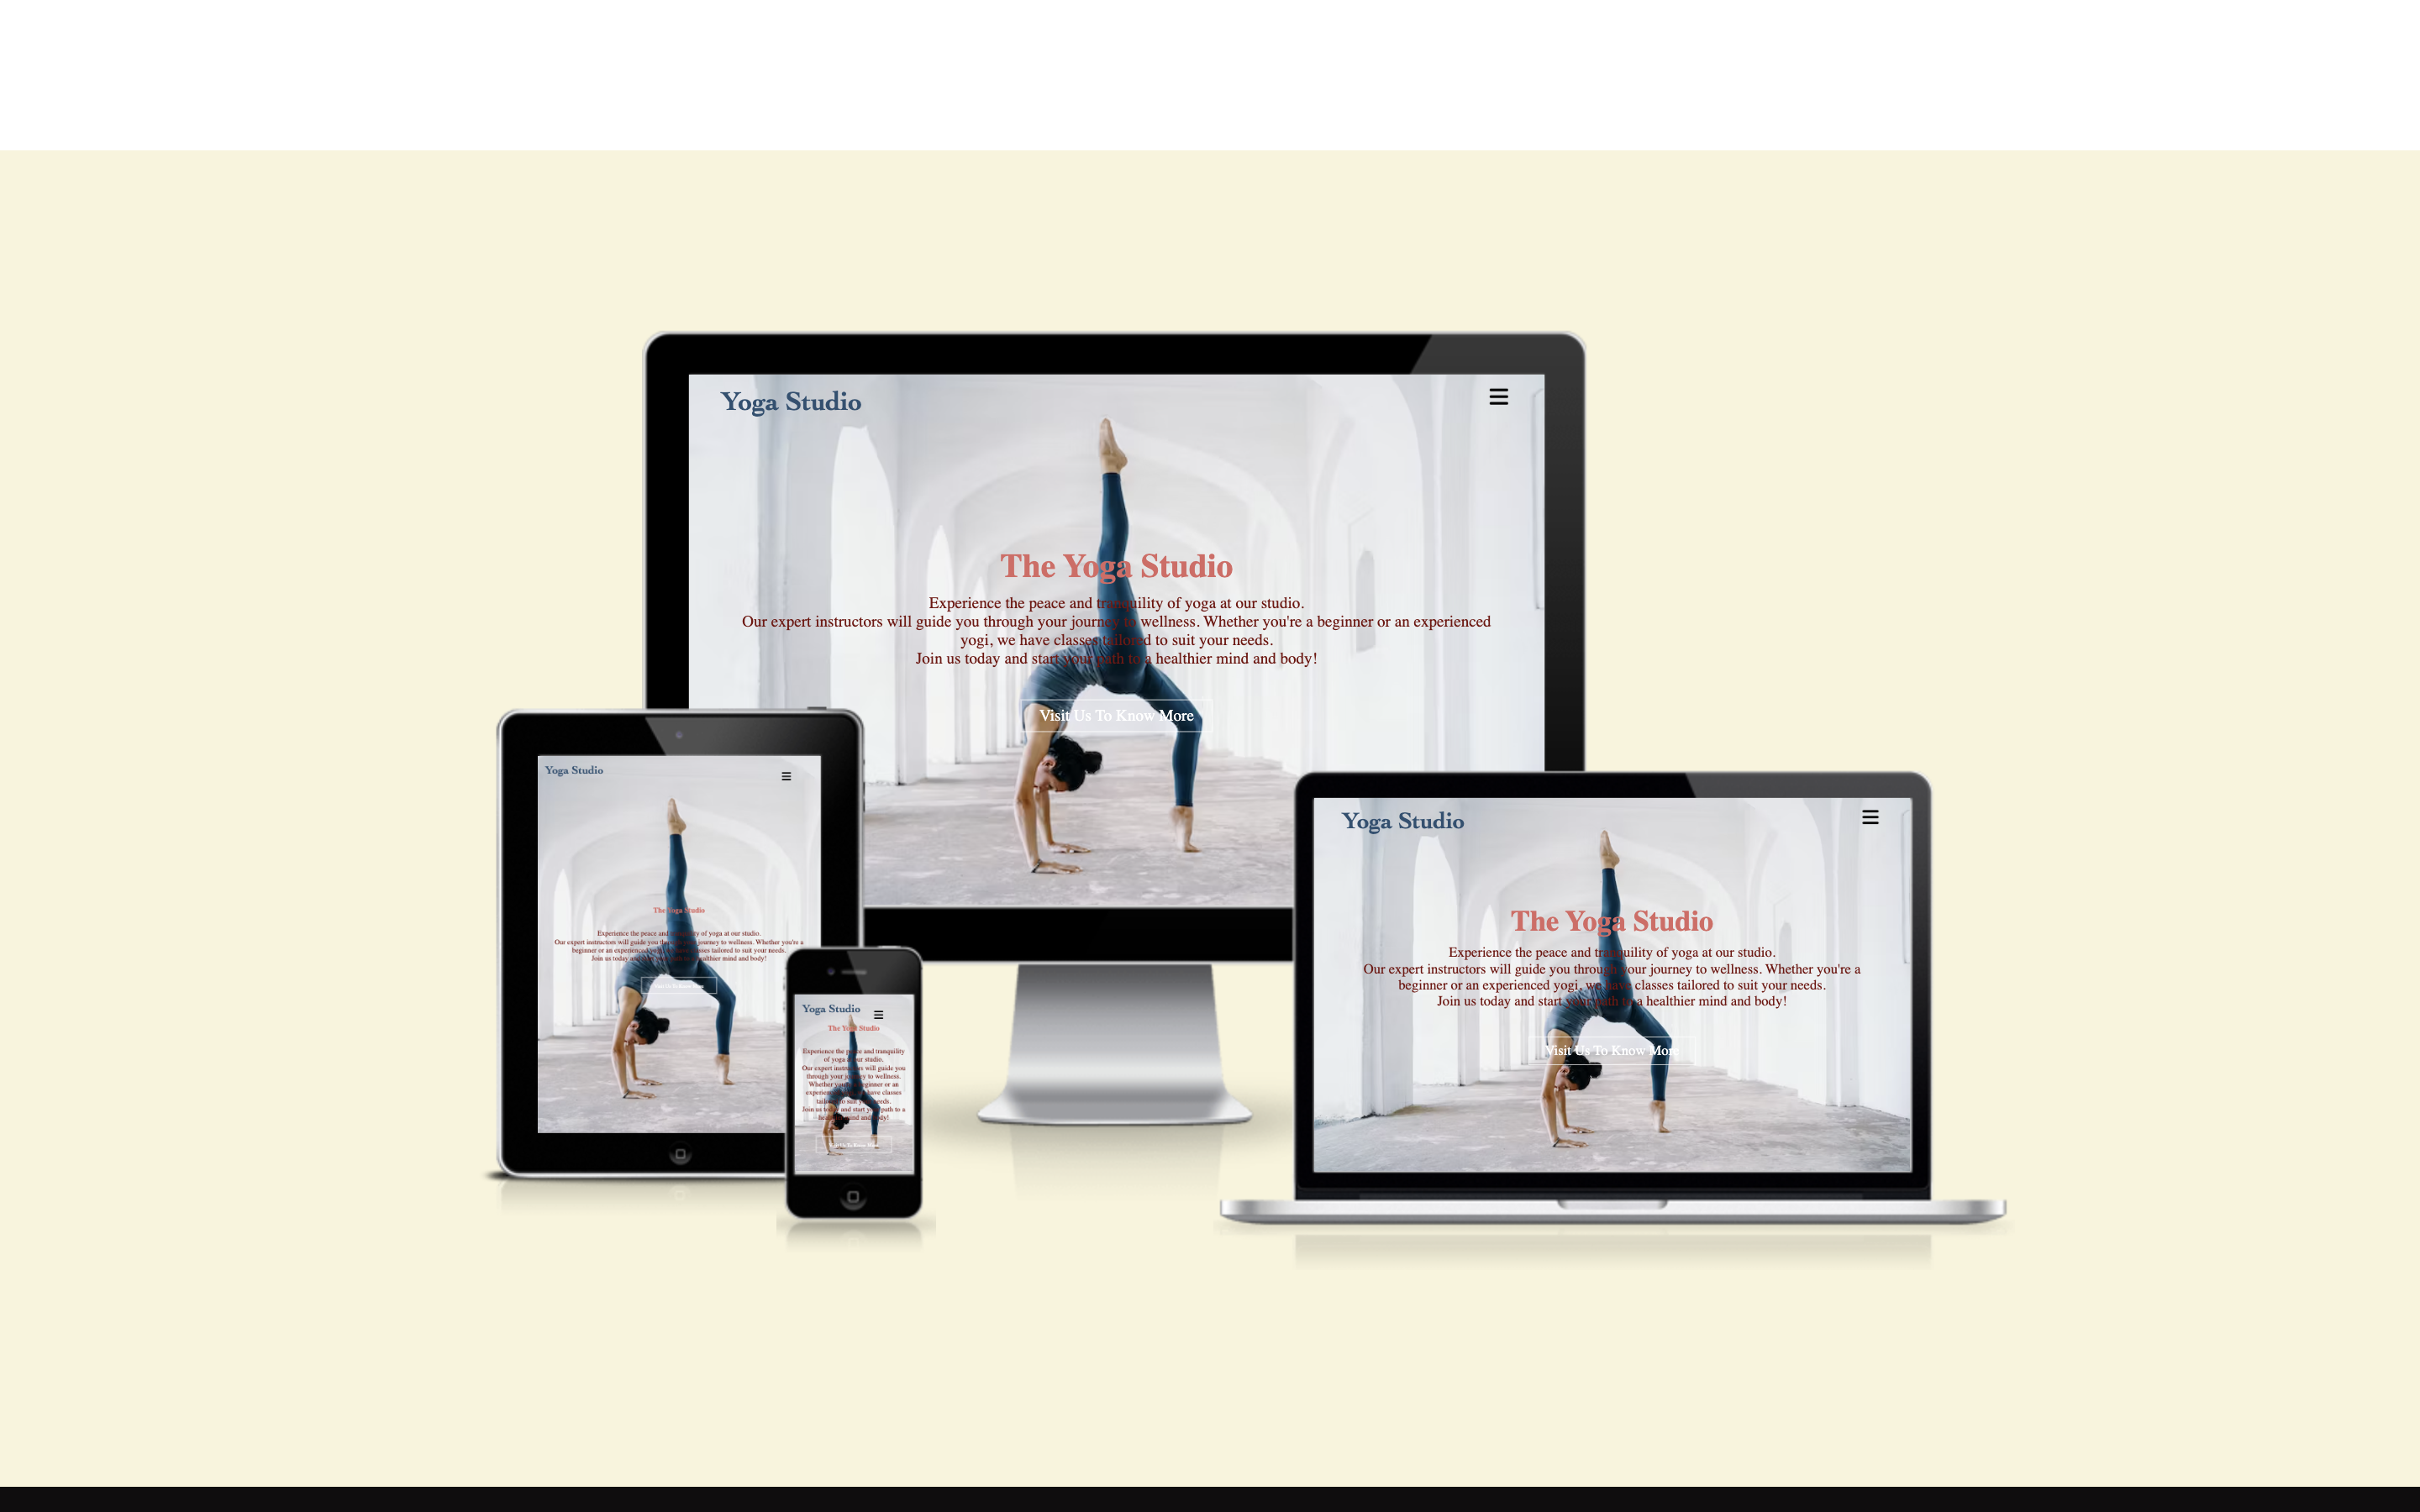 Yoga Studio
The Yoga Studio
Experience the peace and tranquility of yoga at our studio.
Our expert instructors will guide you through your journey to wellness. Whether you're a beginner or an experienced
yogi, we have classes tailored to suit your needs.
Join us today and start your path to a healthier mind and body!
Visit Us To Know More
Yoga Studio
The Yoga Studio
Experience the peace and tranquility of yoga at our studio.
Our expert instructors will guide you through your journey to wellness. Whether you're a
beginner or an experienced yogi, we have classes tailored to suit your needs.
Join us today and start your path to a healthier mind and body!
Visit Us To Know More
Yoga Studio
The Yoga Studio
Experience the peace and tranquility of yoga at our studio.
Our expert instructors will guide you through your journey to wellness. Whether you're a
beginner or an experienced yogi, we have classes tailored to suit your needs.
Join us today and start your path to a healthier mind and body!
Visit Us To Know More
Yoga Studio
The Yoga Studio
Experience the peace and tranquility
of yoga at our studio.
Our expert instructors will guide you
through your journey to wellness.
Whether you're a beginner or an
experienced yogi, we have classes
tailored to suit your needs.
Join us today and start your path to a
healthier mind and body!
Visit Us To Know More